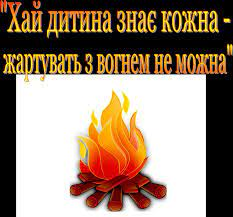 "Хай дитина знає кожна -
жартувать з вогнем не можна"